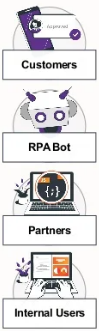 Customers
RPA Bot
Partners
Internal Users